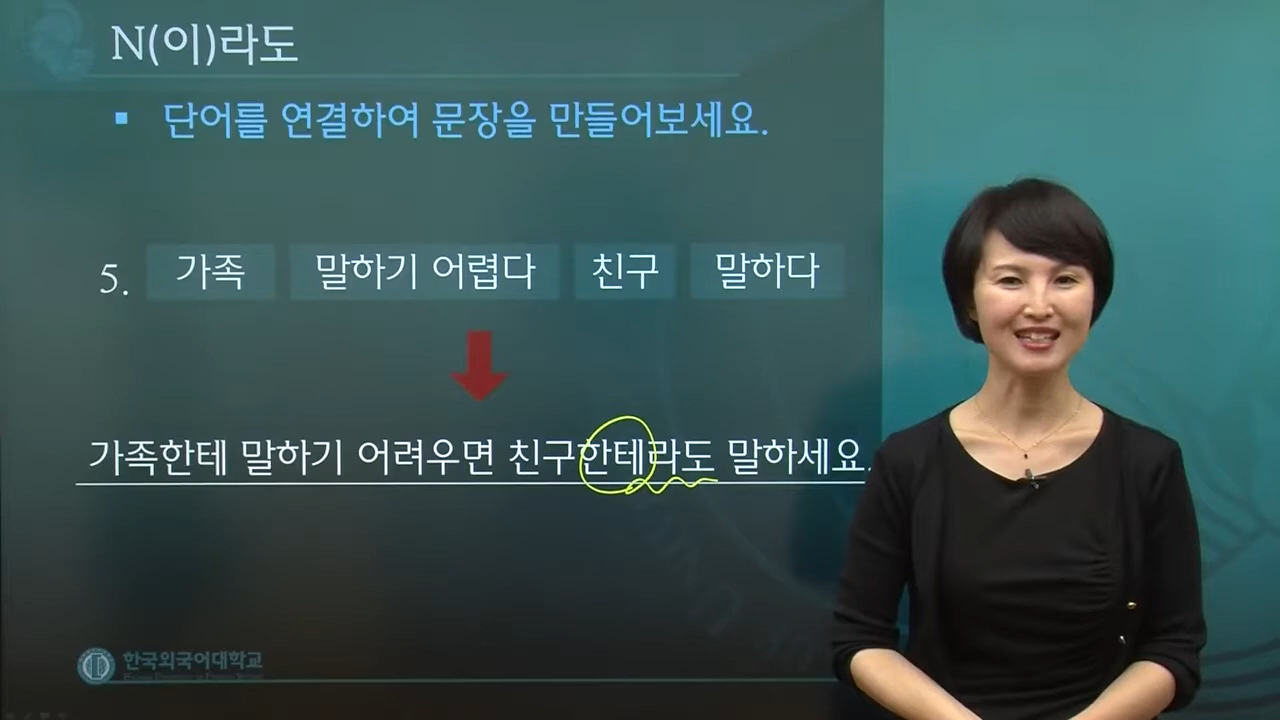 N(이)라도
▪ 단어를 연결하여 문장을 만들어보세요.
5. 가족 말하기 어렵다 친구 말하다
가족한테 말하기 어려우면 친구한테라도 말하세요.
한국외국어대학교